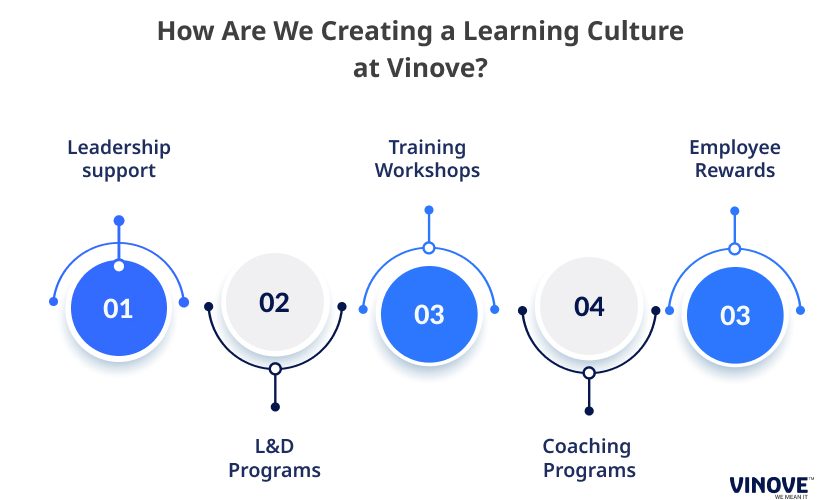 How Are We Creating a Learning Culture
at Vinove?
Leadership
support
Training
Workshops
Employee
Rewards
01
02
03
04
03
L&D
Programs
Coaching
Programs
VINOVE™
WE MEAN IT